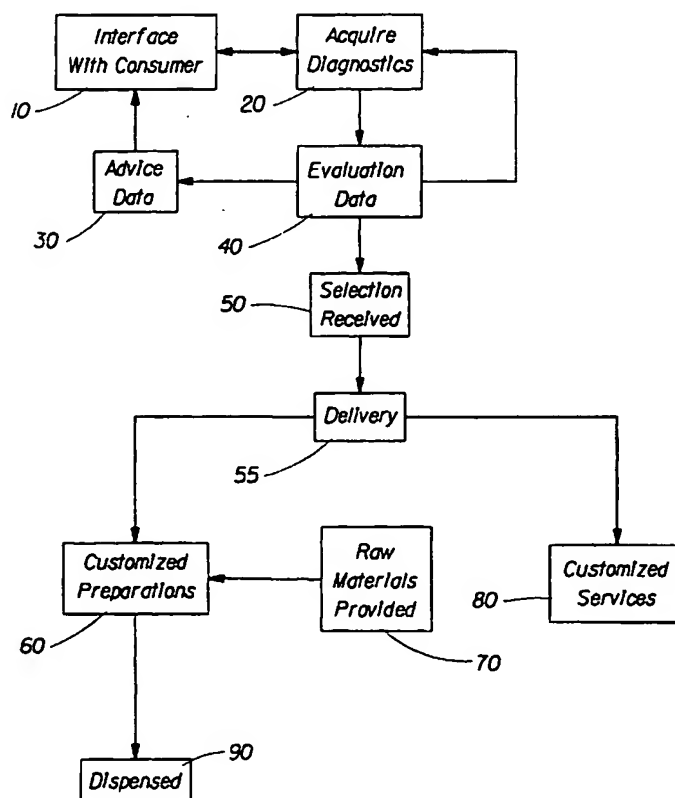 Interface
With Consumer
10
Acquire
Diagnostics
20
Advice
Data
30
Evaluation
Data
40
50
Selection
Received
Delivery
55
Customized
Preparations
60
Raw
Materials
Provided
70
Customized
Services
80
90
Dispensed